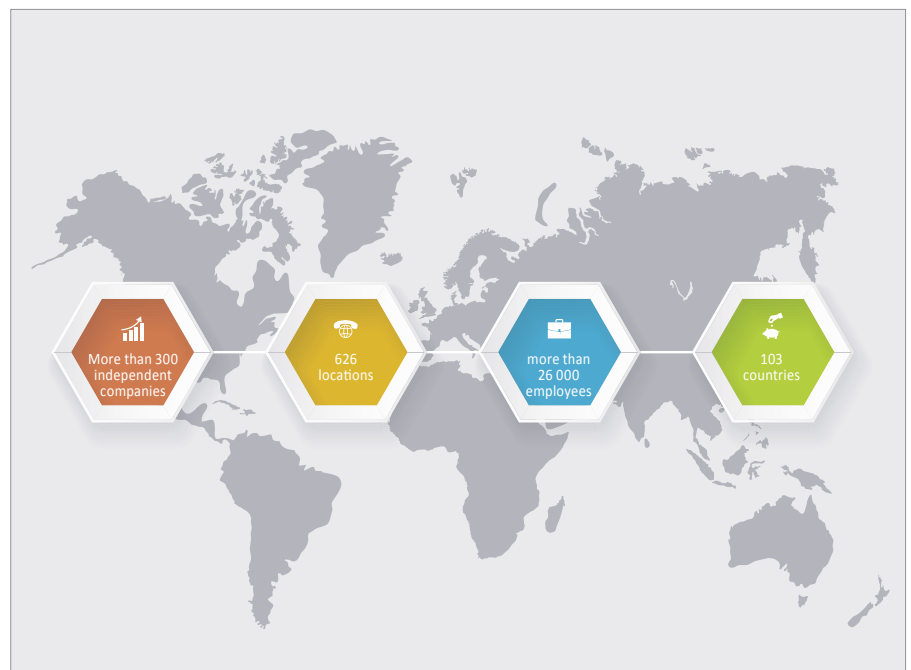 More than 300
independent
companies
626
locations
more than
26 000
employees
103
countries